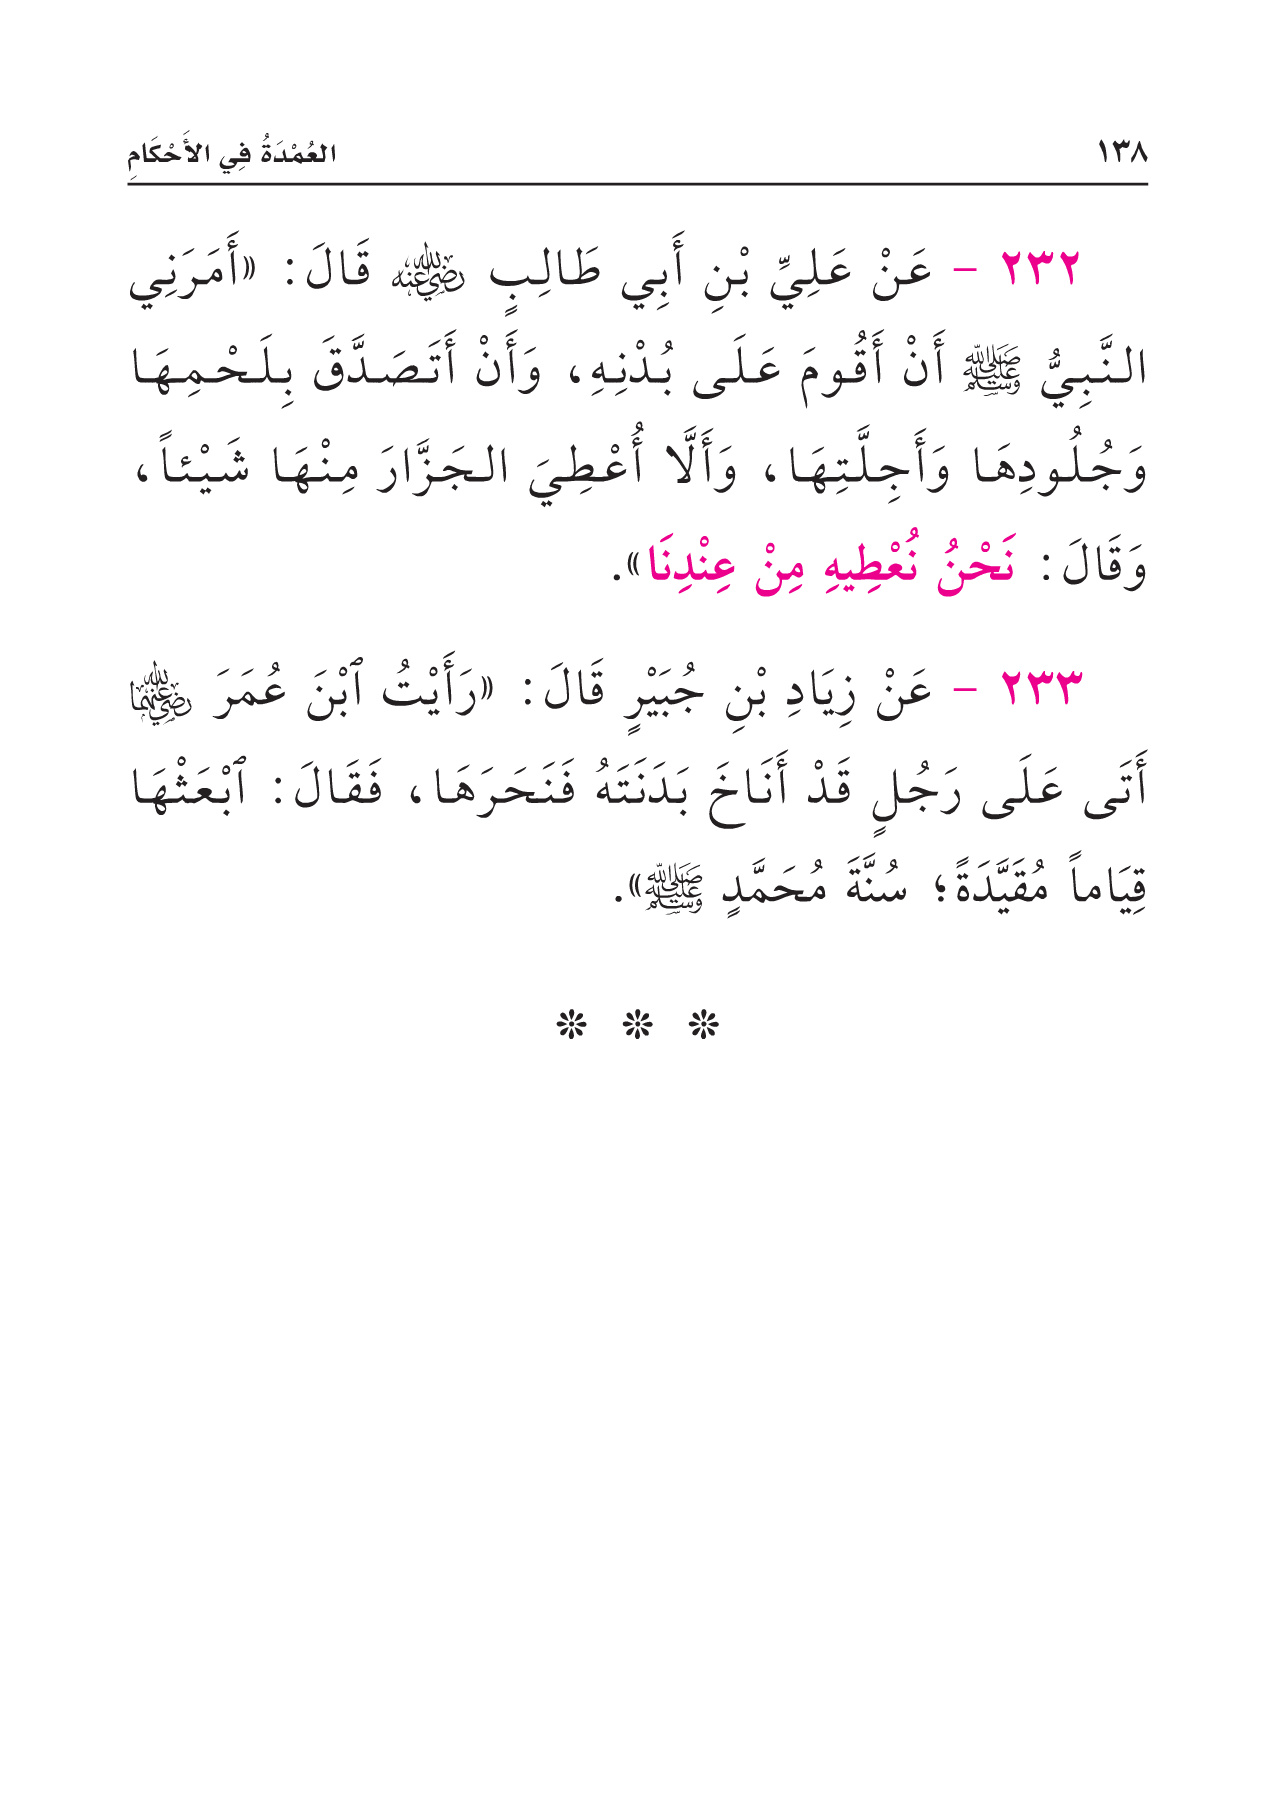 ١٣٨
العُمْدَةُ فِي الأَحْكَامِ
٢٣٢ - عَنْ عَلِيِّ بْنِ أَبِي طَالِبٍ رضي الله عنه قَالَ: «أَمَرَنِي
النَّبِيُّ ﷺ أَنْ أَقُومَ عَلَى بُدْنِهِ، وَأَنْ أَتَصَدَّقَ بِلَحْمِهَا
وَجُلُودِهَا وَأَجِلَّتِهَا، وَأَلَّا أُعْطِيَ الجَزَّارَ مِنْهَا شَيْئاً،
وَقَالَ: نَحْنُ نُعْطِيهِ مِنْ عِنْدِنَا».
٢٣٣ - عَنْ زِيَادِ بْنِ جُبَيْرٍ قَالَ: «رَأَيْتُ ٱبْنَ عُمَرَ رضي الله عنهما
أَتَى عَلَى رَجُلٍ قَدْ أَنَاخَ بَدَنَتَهُ فَنَحَرَهَا، فَقَالَ: ٱبْعَثْهَا
قِيَاماً مُقَيَّدَةً؛ سُنَّةَ مُحَمَّدٍ ﷺ».